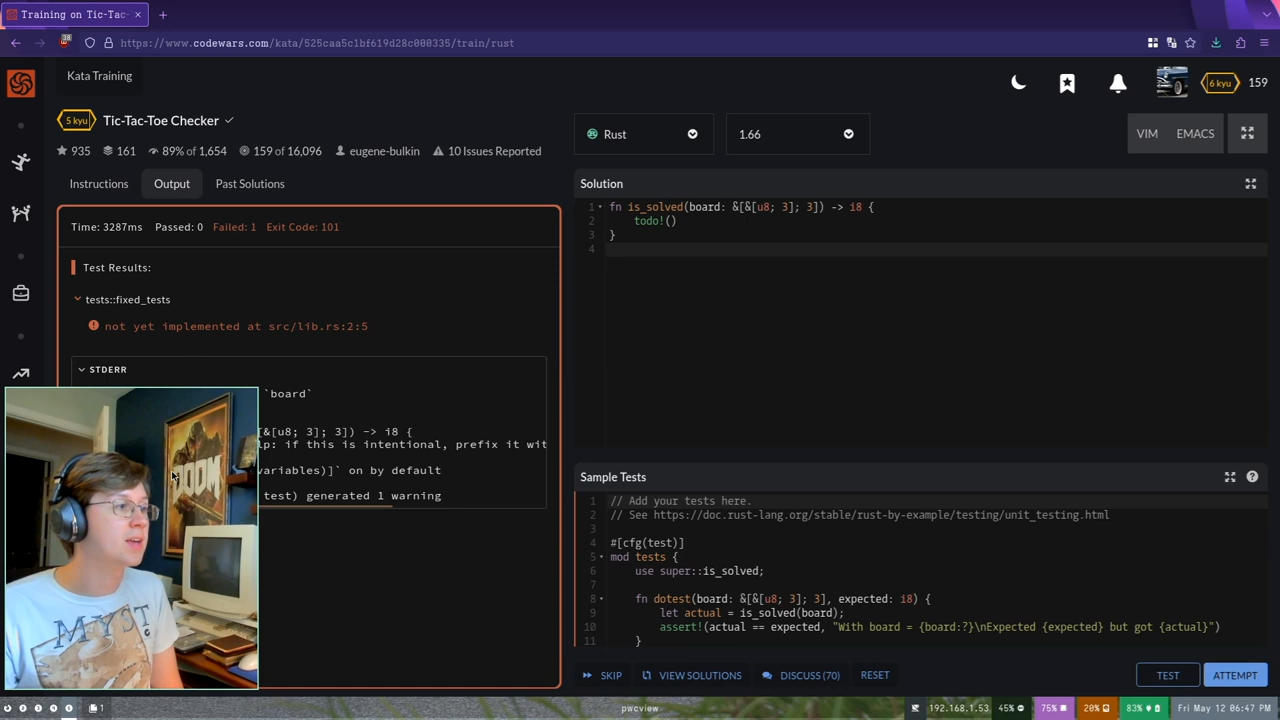 Training on Tic-Tac-
https://www.codewars.com/kata/525caa5c1bf619d28c000335/train/rust
38
Kata Training
6 kyu
159
5 kyu
Tic-Tac-Toe Checker
935
161
89% of 1,654
159 of 16,096
eugene-bulkin
10 Issues Reported
Rust
1.66
VIM
EMACS
Instructions
Output
Past Solutions
Time: 3287ms Passed: 0 Failed: 1 Exit Code: 101
Test Results:
tests::fixed_tests
not yet implemented at src/lib.rs:2:5
STDERR
`board`
[&[u8; 3]; 3]) -> i8 {
lp: if this is intentional, prefix it wit
variables)]` on by default
test) generated 1 warning
DOOM
MYST
Solution
1 fn is_solved(board: &[&[u8; 3]; 3]) -> i8 {
2 todo!()
3 }
4
Sample Tests
1 // Add your tests here.
2 // See https://doc.rust-lang.org/stable/rust-by-example/testing/unit_testing.html
3
4 #[cfg(test)]
5 mod tests {
6 use super::is_solved;
7
8 fn dotest(board: &[&[u8; 3]; 3], expected: i8) {
9 let actual = is_solved(board);
10 assert!(actual == expected, "With board = {board:?}\nExpected {expected} but got {actual}")
11 }
SKIP
VIEW SOLUTIONS
DISCUSS (70)
RESET
TEST
ATTEMPT
1
pwcview
192.168.1.53
45%
75%
20%
83%
Fri May 12 06:47 PM